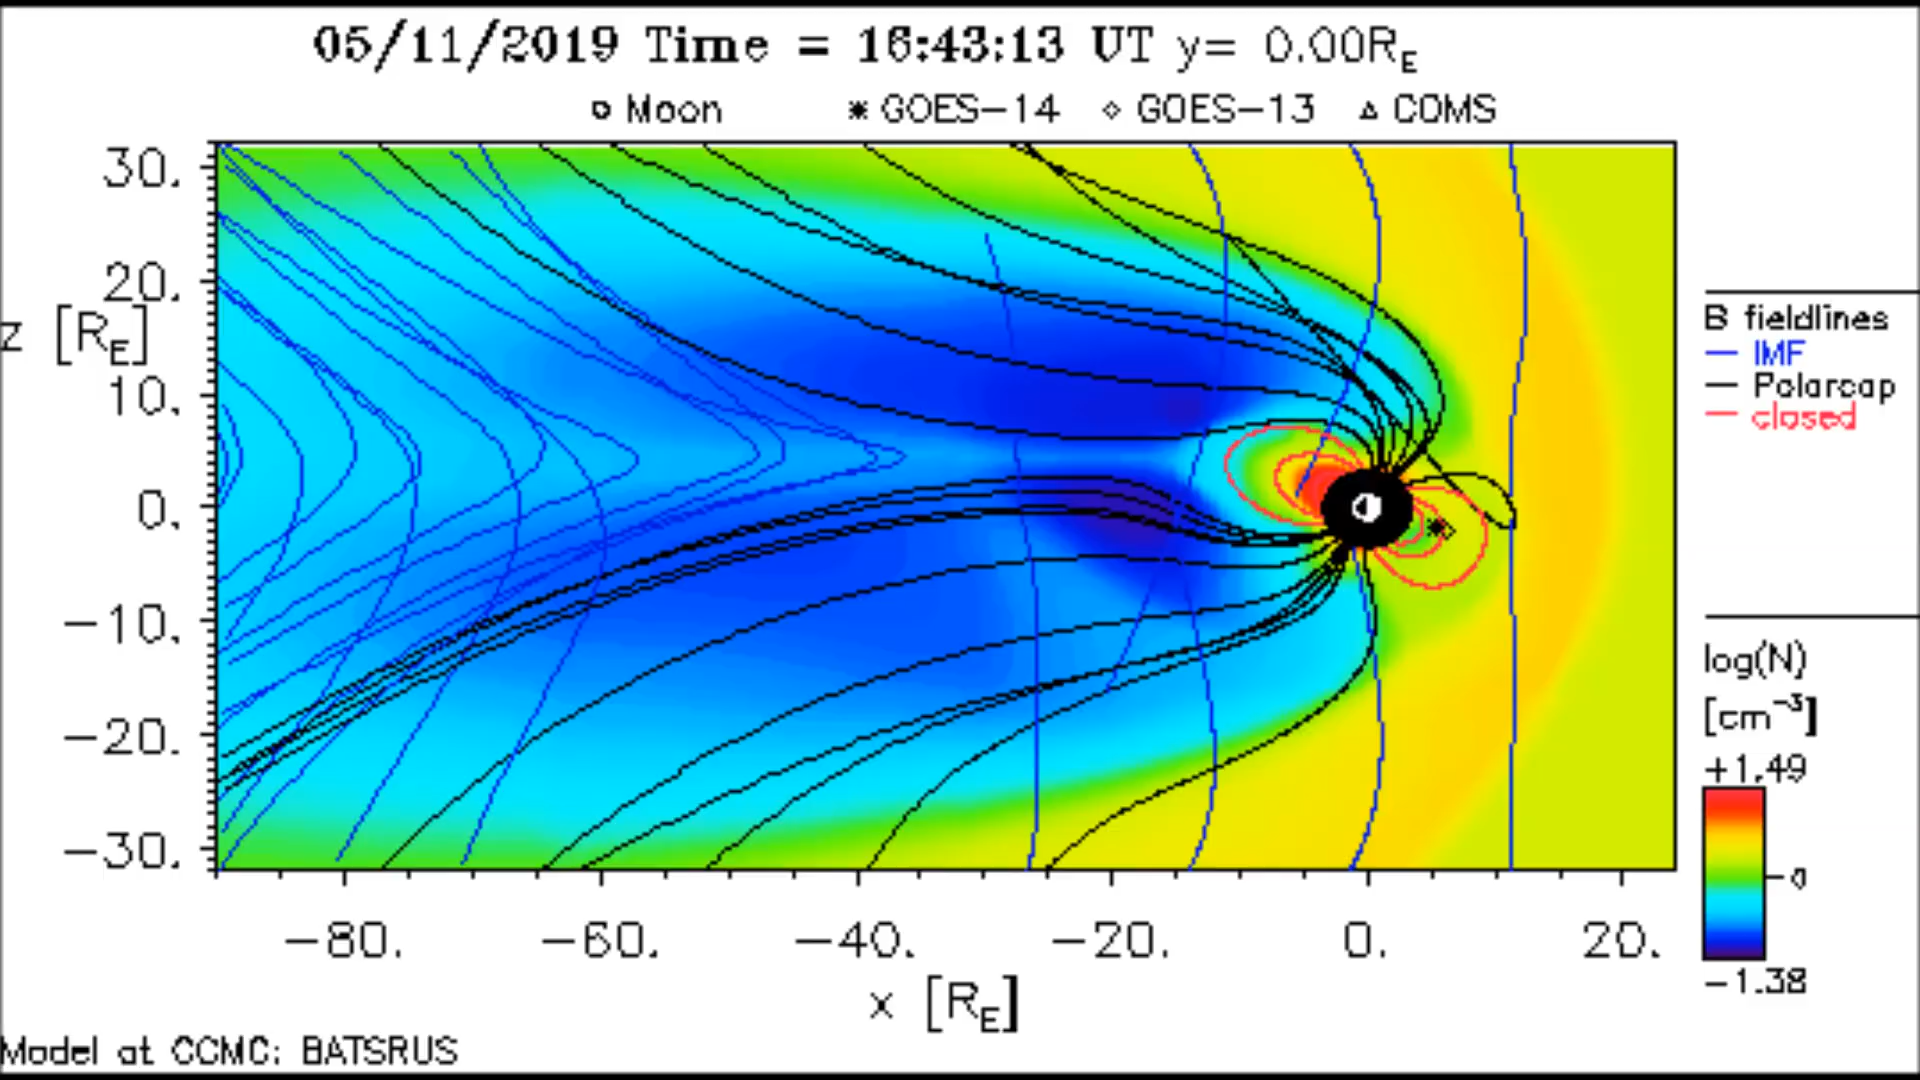 05/11/2019 Time = 16:43:13 UT y= 0.00RE
Moon GOES-14 GOES-13 COMS
30.
20.
z [RE]
10.
0.
-10.
-20.
-30.
-80. -60. -40. -20. 0. 20.
x [RE]
B fieldlines
IMF
Polarcap
closed
log(N)
[cm-3]
+1.49
0
-1.38
Model at CCMC: BATSRUS